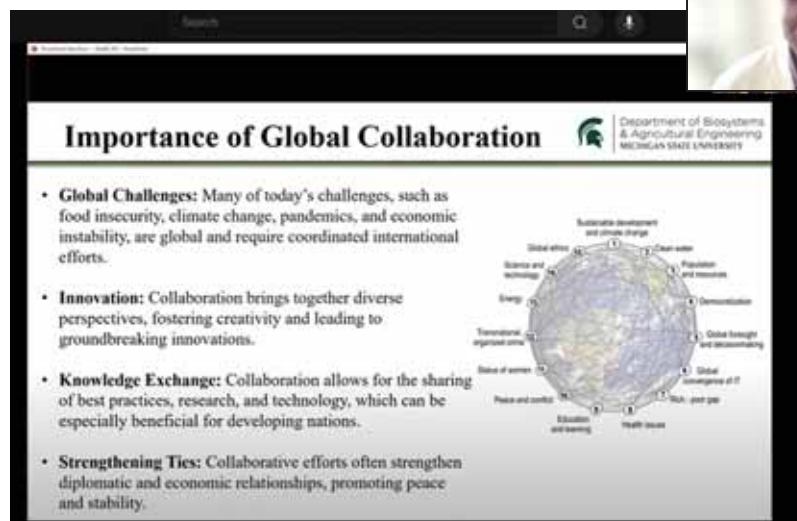 Search
Importance of Global Collaboration
Department of Biosystems
& Agricultural Engineering
MICHIGAN STATE UNIVERSITY
• Global Challenges: Many of today's challenges, such as
food insecurity, climate change, pandemics, and economic
instability, are global and require coordinated international
efforts.
• Innovation: Collaboration brings together diverse
perspectives, fostering creativity and leading to
groundbreaking innovations.
• Knowledge Exchange: Collaboration allows for the sharing
of best practices, research, and technology, which can be
especially beneficial for developing nations.
• Strengthening Ties: Collaborative efforts often strengthen
diplomatic and economic relationships, promoting peace
and stability.
Sustainable development
and climate change
Clean water
Population
and resources
Democratization
Global foresight
and decisionmaking
Global
convergence of IT
Rich - poor gap
Health issues
Education
and learning
Peace and conflict
Status of women
Transnational
organized crime
Energy
Science and
technology
Global ethics